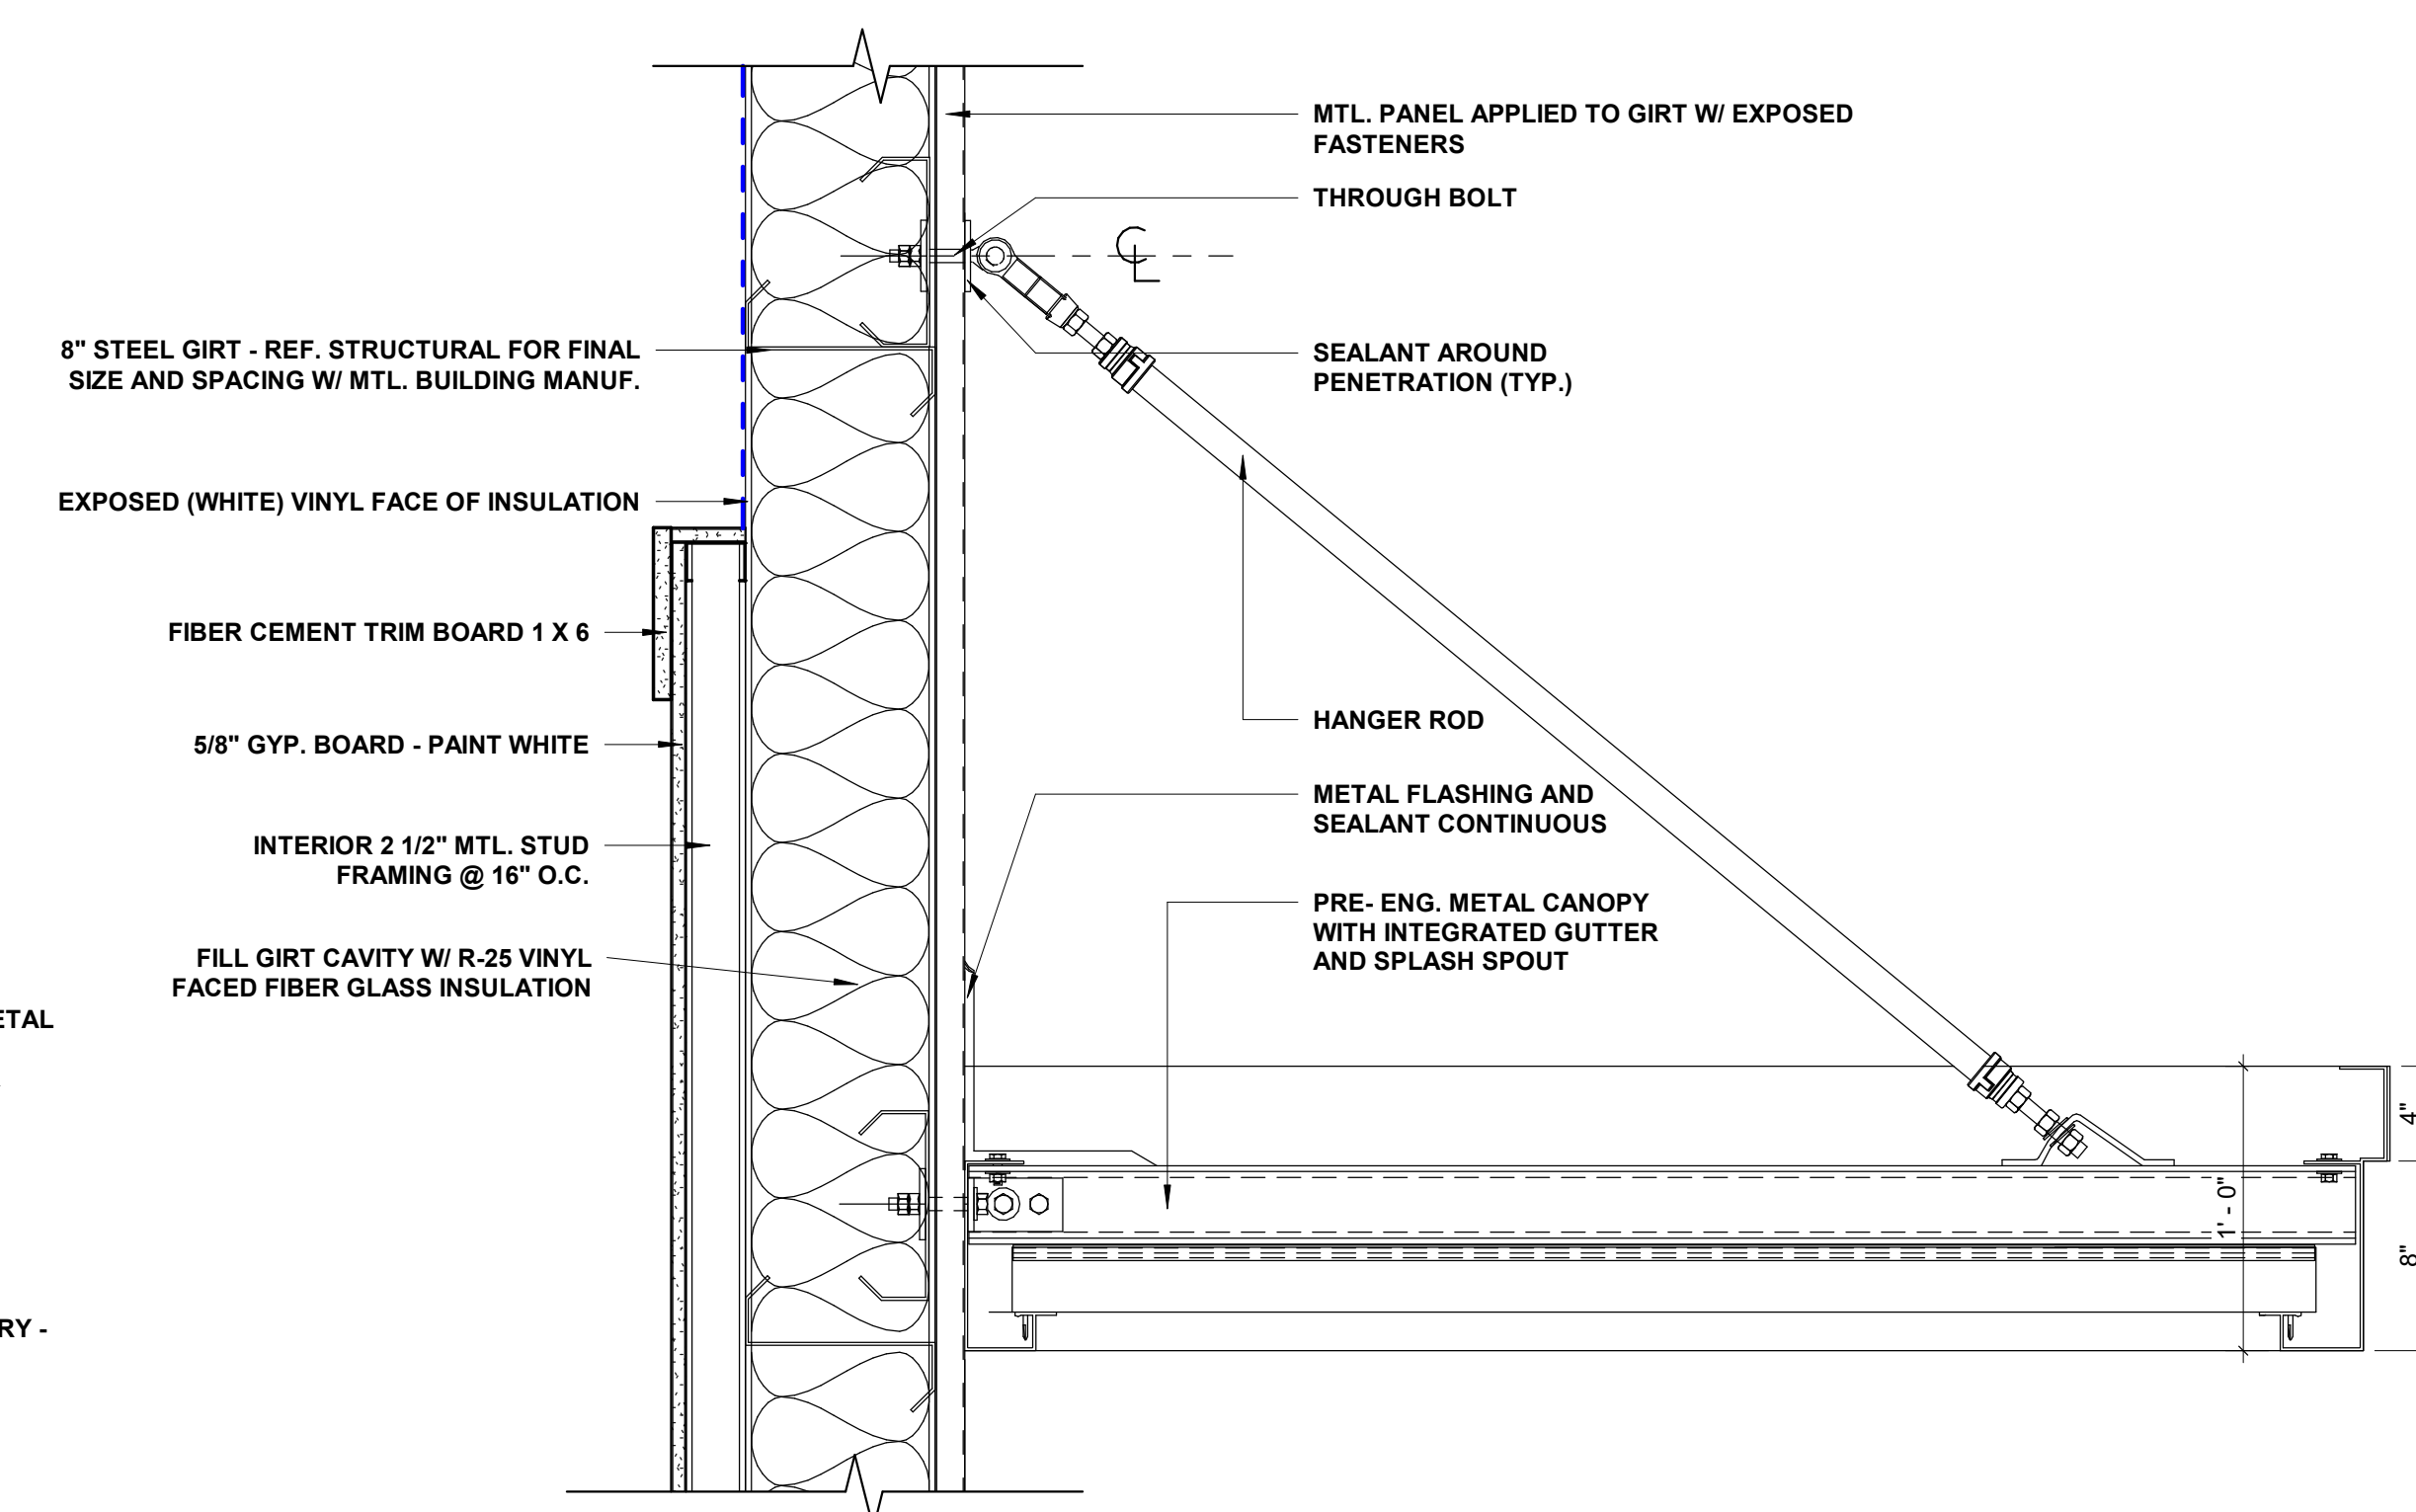 MTL. PANEL APPLIED TO GIRT W/ EXPOSED
FASTENERS
THROUGH BOLT
8" STEEL GIRT - REF. STRUCTURAL FOR FINAL
SIZE AND SPACING W/ MTL. BUILDING MANUF.
SEALANT AROUND
PENETRATION (TYP.)
EXPOSED (WHITE) VINYL FACE OF INSULATION
FIBER CEMENT TRIM BOARD 1 X 6
HANGER ROD
5/8" GYP. BOARD - PAINT WHITE
METAL FLASHING AND
SEALANT CONTINUOUS
INTERIOR 2 1/2" MTL. STUD
FRAMING @ 16" O.C.
PRE- ENG. METAL CANOPY
WITH INTEGRATED GUTTER
AND SPLASH SPOUT
FILL GIRT CAVITY W/ R-25 VINYL
FACED FIBER GLASS INSULATION
ETAL
4"
1' - 0"
8"
RY -